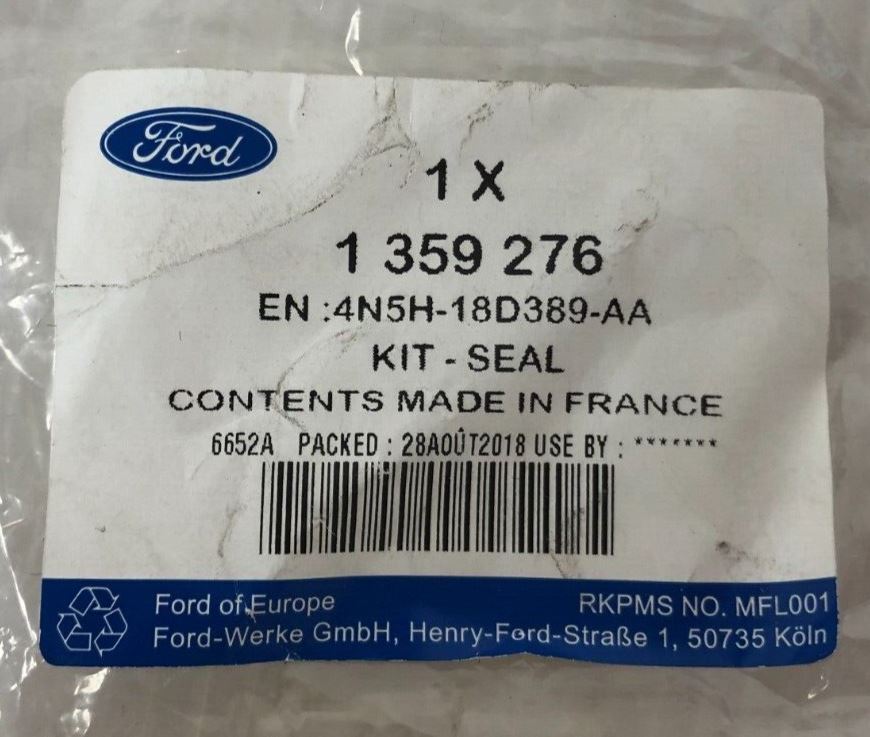 Ford
1 X
1 359 276
EN :4N5H-18D389-AA
KIT - SEAL
CONTENTS MADE IN FRANCE
6652A PACKED : 28AOÛT2018 USE BY : *******
Ford of Europe
RKPMS NO. MFL001
Ford-Werke GmbH, Henry-Ford-Straße 1, 50735 Köln